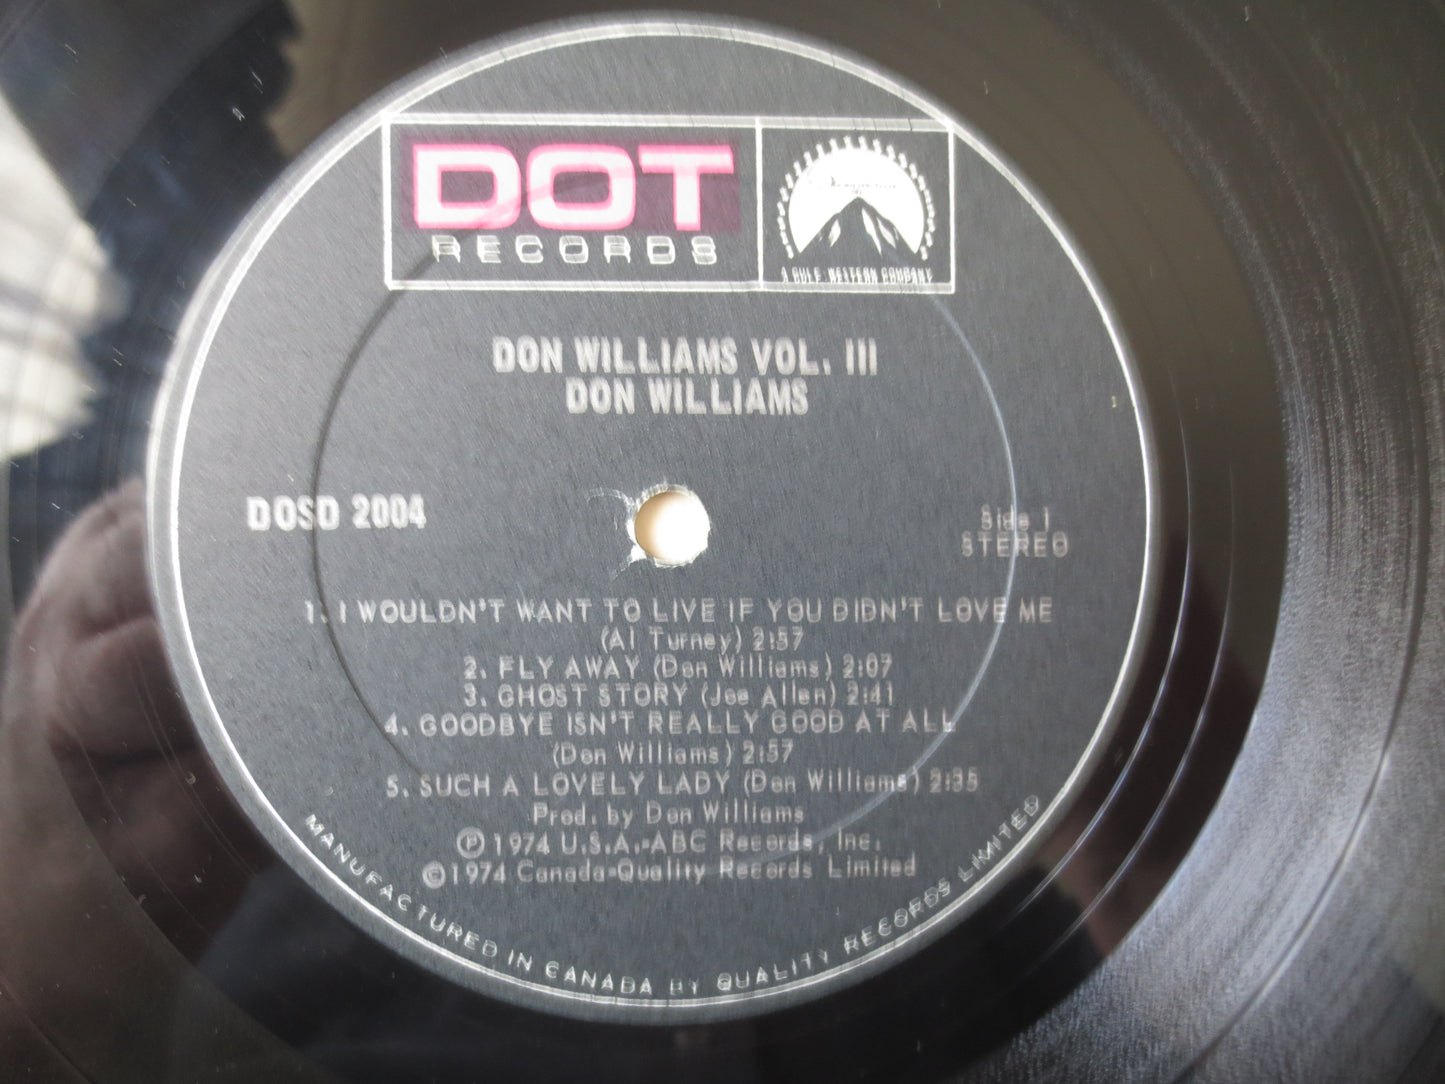 DOT
RECORDS
Paramount
A GULF + WESTERN COMPANY
DON WILLIAMS VOL. III
DON WILLIAMS
DOSD 2004
Side 1
STEREO
1. I WOULDN'T WANT TO LIVE IF YOU DIDN'T LOVE ME
(Al Turney) 2:57
2. FLY AWAY (Don Williams) 2:07
3. GHOST STORY (Joe Allen) 2:41
4. GOODBYE ISN'T REALLY GOOD AT ALL
(Don Williams) 2:57
5. SUCH A LOVELY LADY (Don Williams) 2:35
Prod. by Don Williams
Ⓟ 1974 U.S.A.-ABC Records, Inc.
©1974 Canada-Quality Records Limited
MANUFACTURED IN CANADA BY QUALITY RECORDS LIMITED